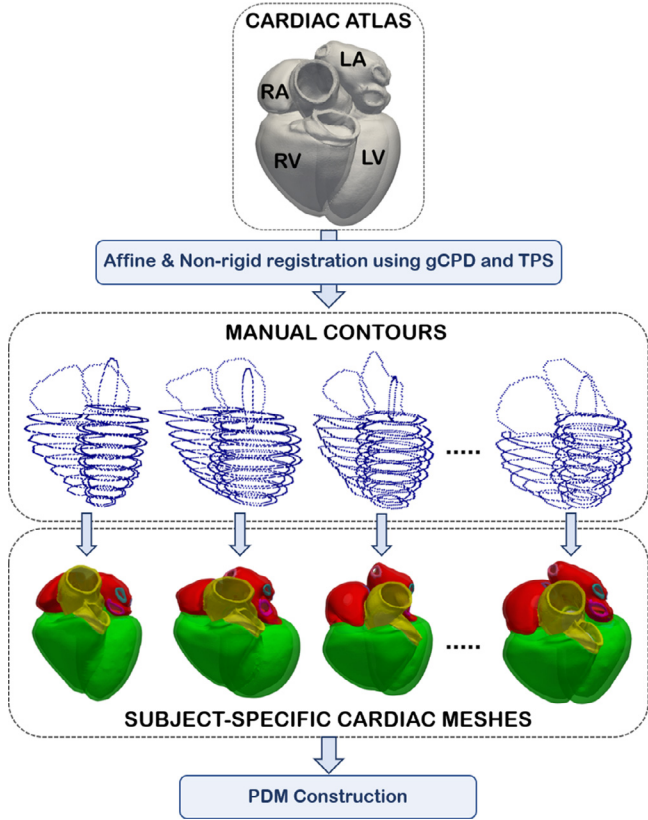 CARDIAC ATLAS
LA
RA
RV
LV
Affine & Non-rigid registration using gCPD and TPS
MANUAL CONTOURS
.....
.....
SUBJECT-SPECIFIC CARDIAC MESHES
PDM Construction